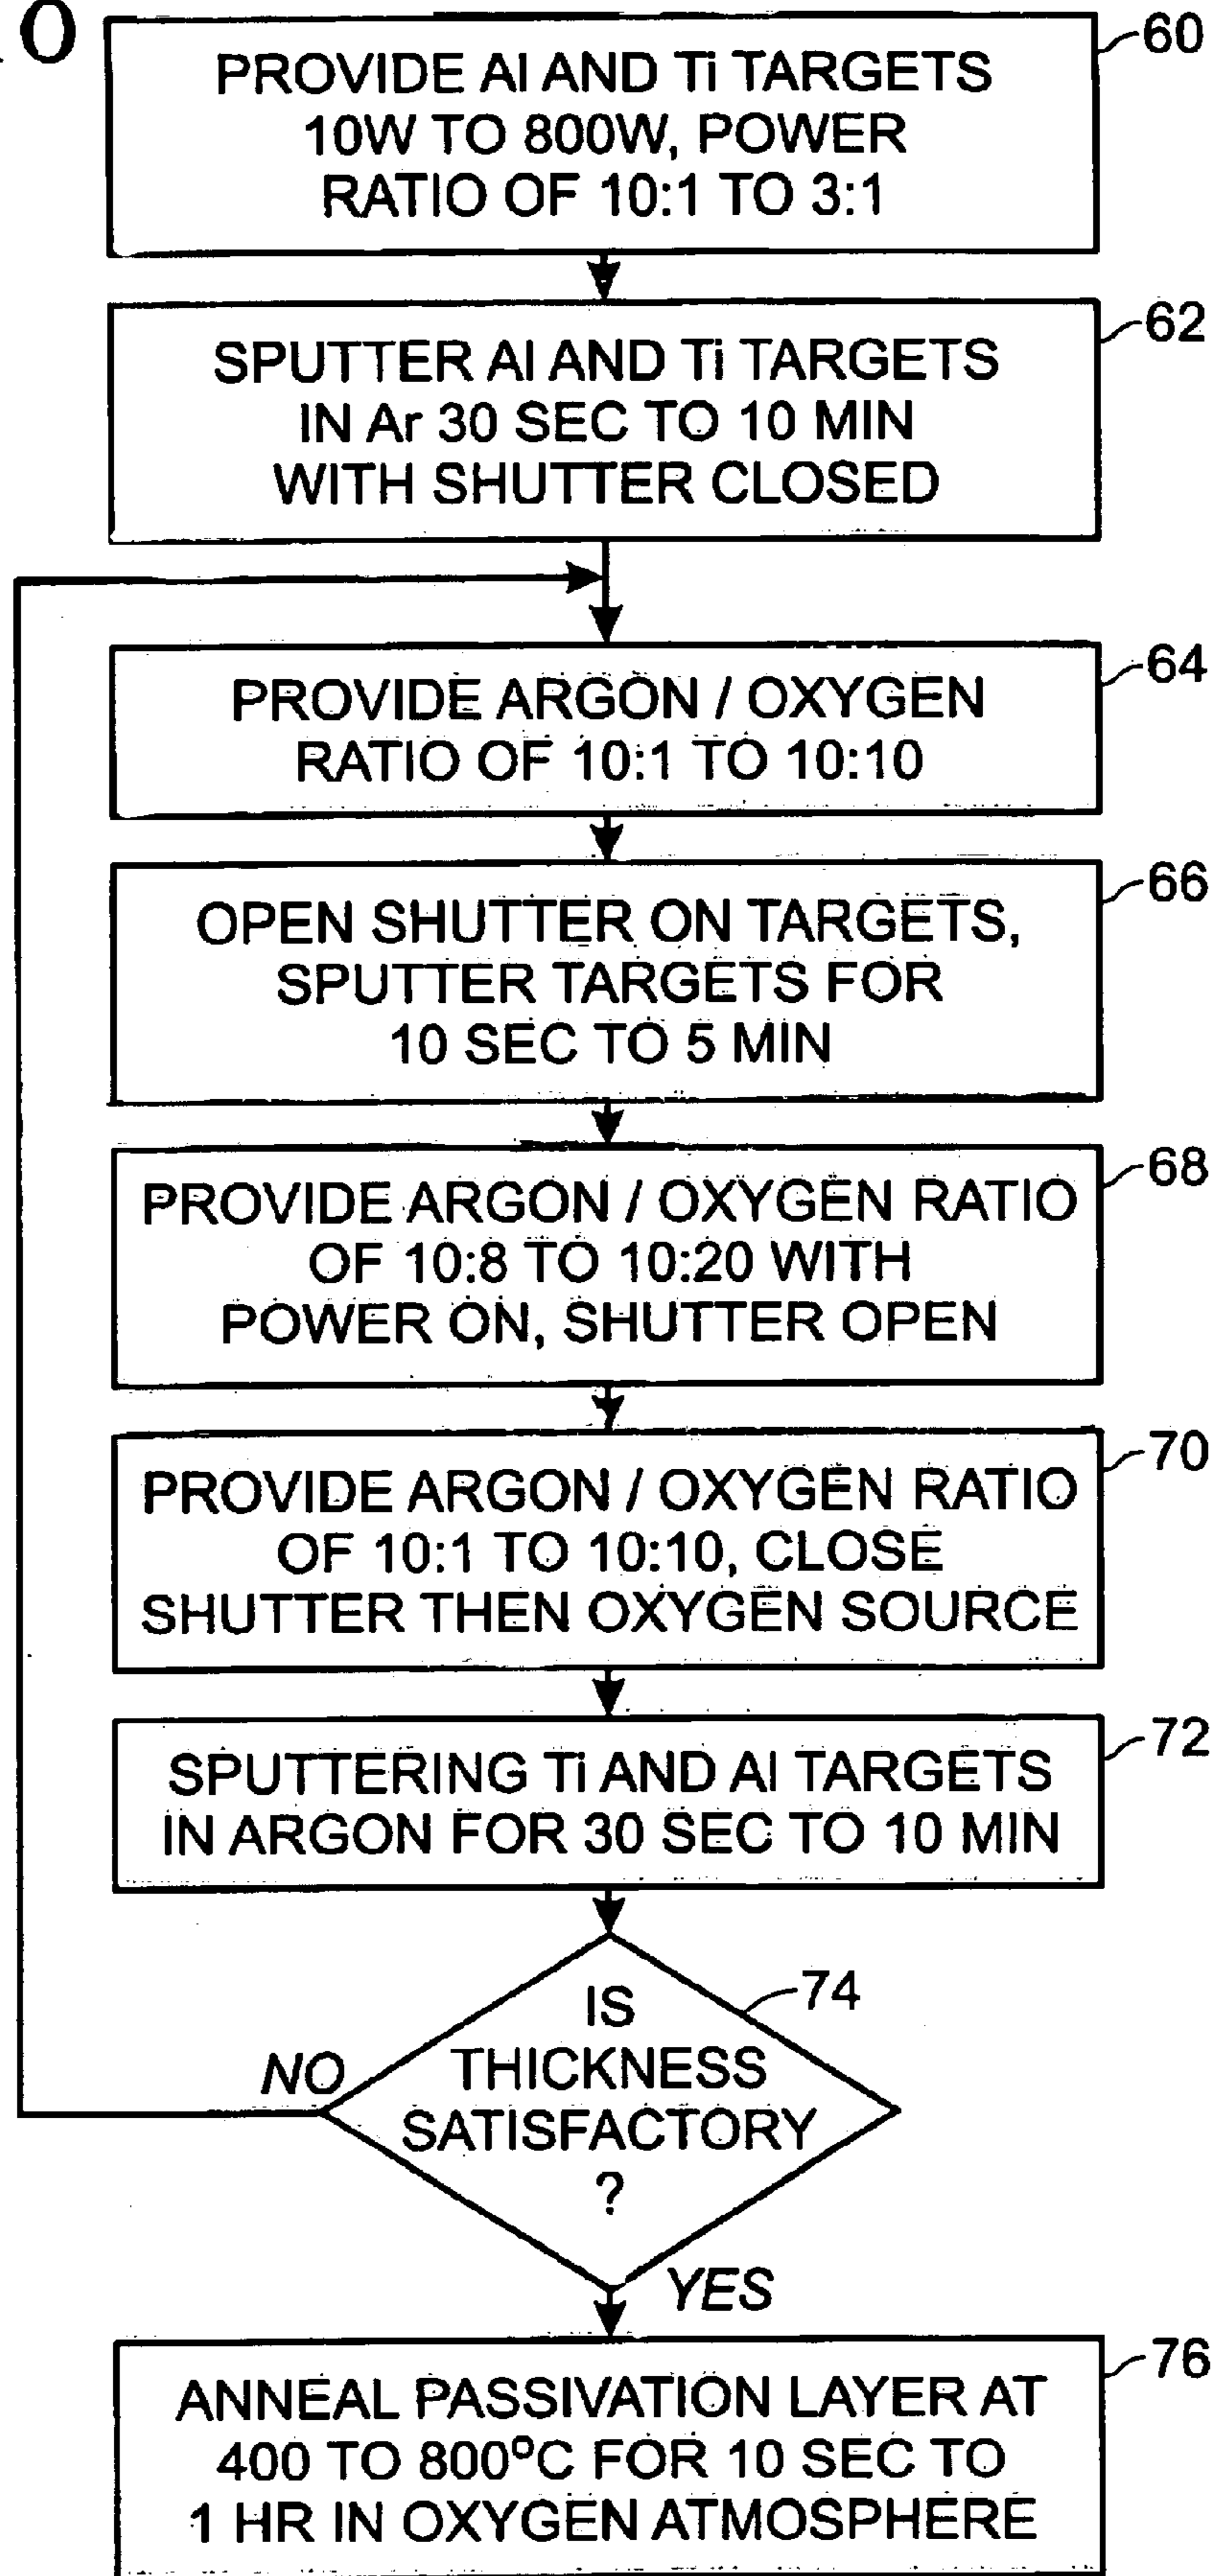 10
PROVIDE Al AND Ti TARGETS
10W TO 800W, POWER
RATIO OF 10:1 TO 3:1
60
SPUTTER Al AND Ti TARGETS
IN Ar 30 SEC TO 10 MIN
WITH SHUTTER CLOSED
62
PROVIDE ARGON / OXYGEN
RATIO OF 10:1 TO 10:10
64
OPEN SHUTTER ON TARGETS,
SPUTTER TARGETS FOR
10 SEC TO 5 MIN
66
PROVIDE ARGON / OXYGEN RATIO
OF 10:8 TO 10:20 WITH
POWER ON, SHUTTER OPEN
68
PROVIDE ARGON / OXYGEN RATIO
OF 10:1 TO 10:10, CLOSE
SHUTTER THEN OXYGEN SOURCE
70
SPUTTERING Ti AND Al TARGETS
IN ARGON FOR 30 SEC TO 10 MIN
72
IS
THICKNESS
SATISFACTORY
?
74
NO
YES
ANNEAL PASSIVATION LAYER AT
400 TO 800°C FOR 10 SEC TO
1 HR IN OXYGEN ATMOSPHERE
76